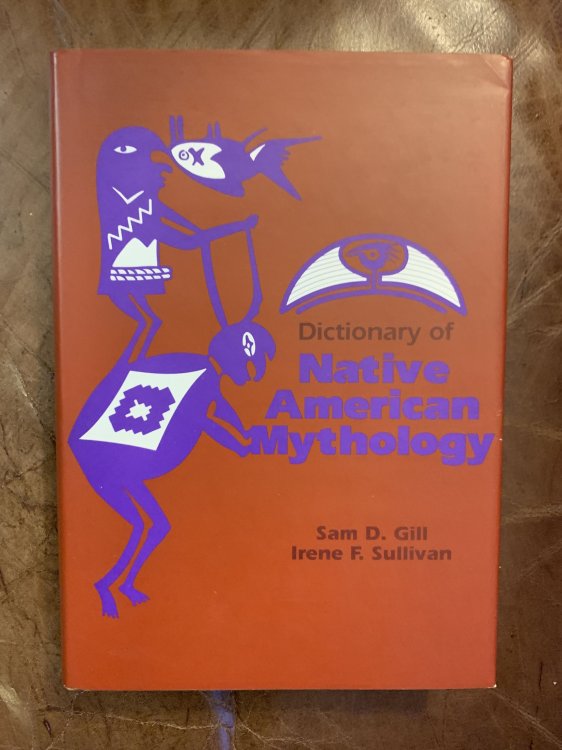 Dictionary of
Native
American
Mythology
Sam D. Gill
Irene F. Sullivan